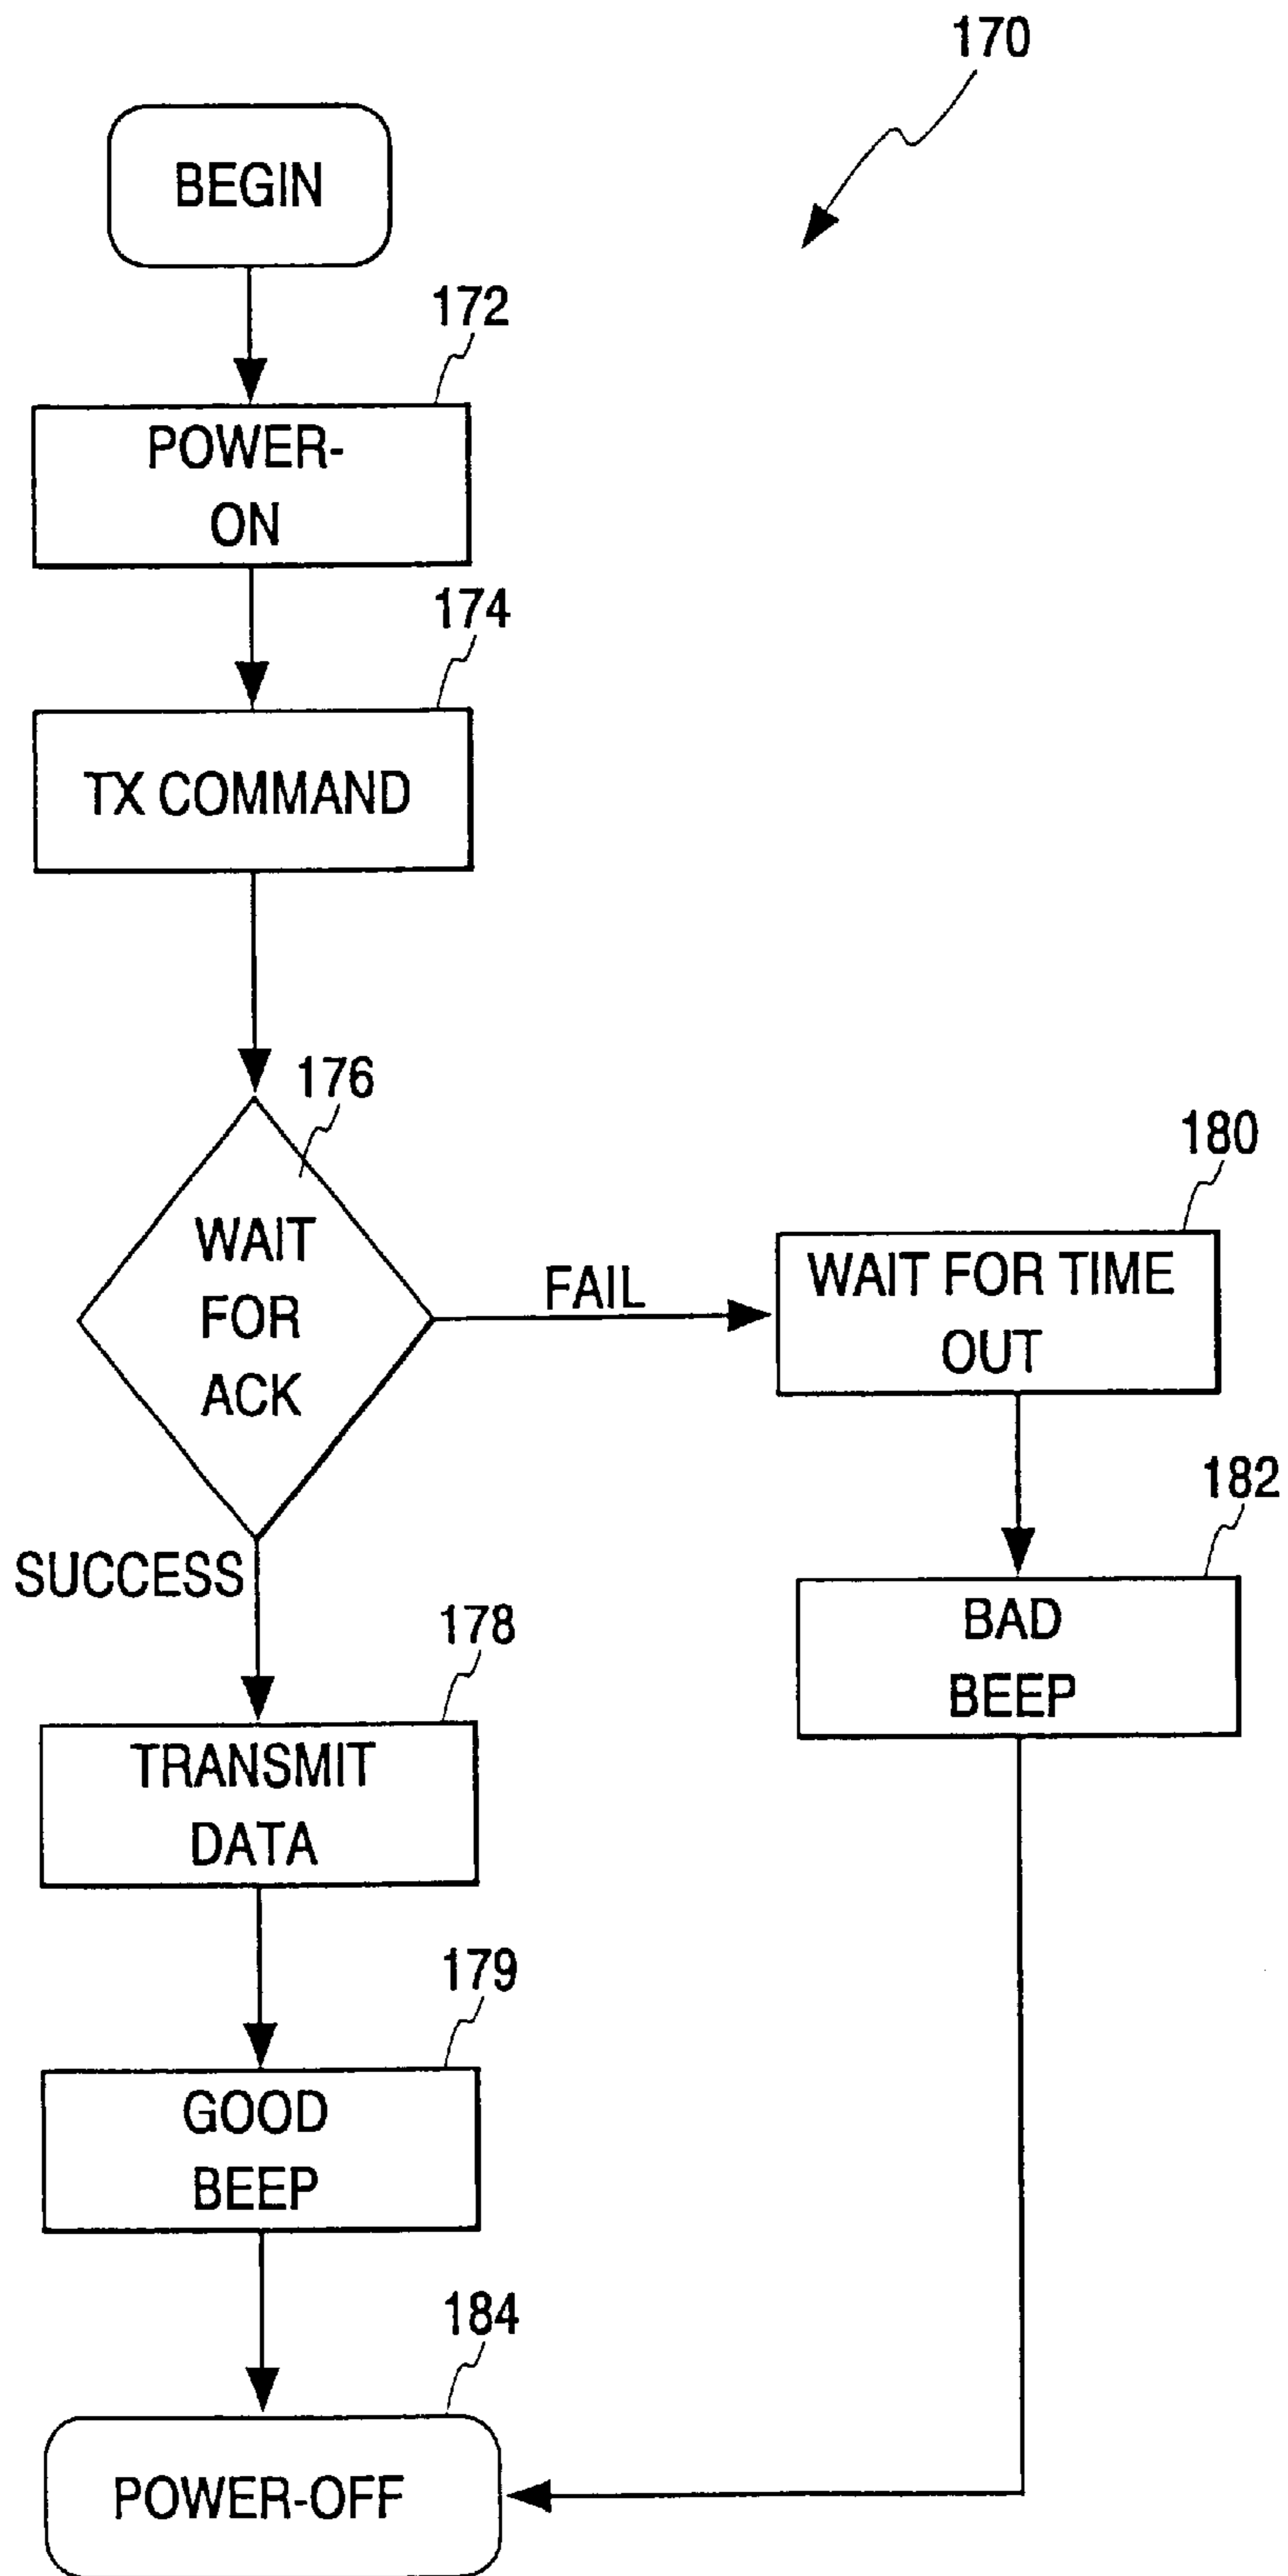 170
BEGIN
172
POWER-
ON
174
TX COMMAND
176
WAIT
FOR
ACK
FAIL
180
WAIT FOR TIME
OUT
182
BAD
BEEP
SUCCESS
178
TRANSMIT
DATA
179
GOOD
BEEP
184
POWER-OFF